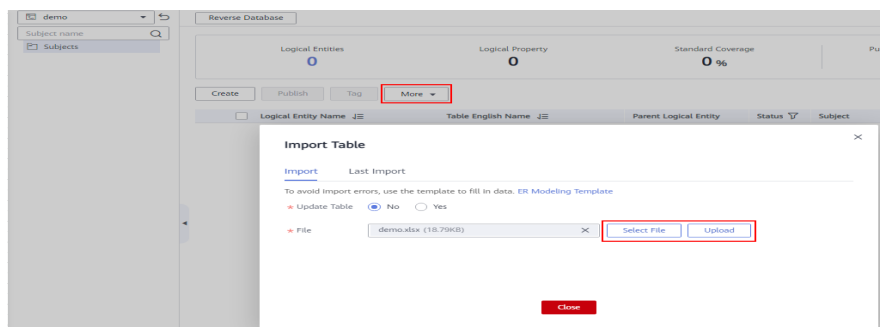 demo
Reverse Database
Subject name
Subjects
Logical Entities
0
Logical Property
0
Standard Coverage
0 %
Pu
Create
Publish
Tag
More
Logical Entity Name
Table English Name
Parent Logical Entity
Status
Subject
Import Table
Import
Last Import
To avoid import errors, use the template to fill in data. ER Modeling Template
* Update Table
No
Yes
* File
demo.xlsx (18.79KB)
Select File
Upload
Close